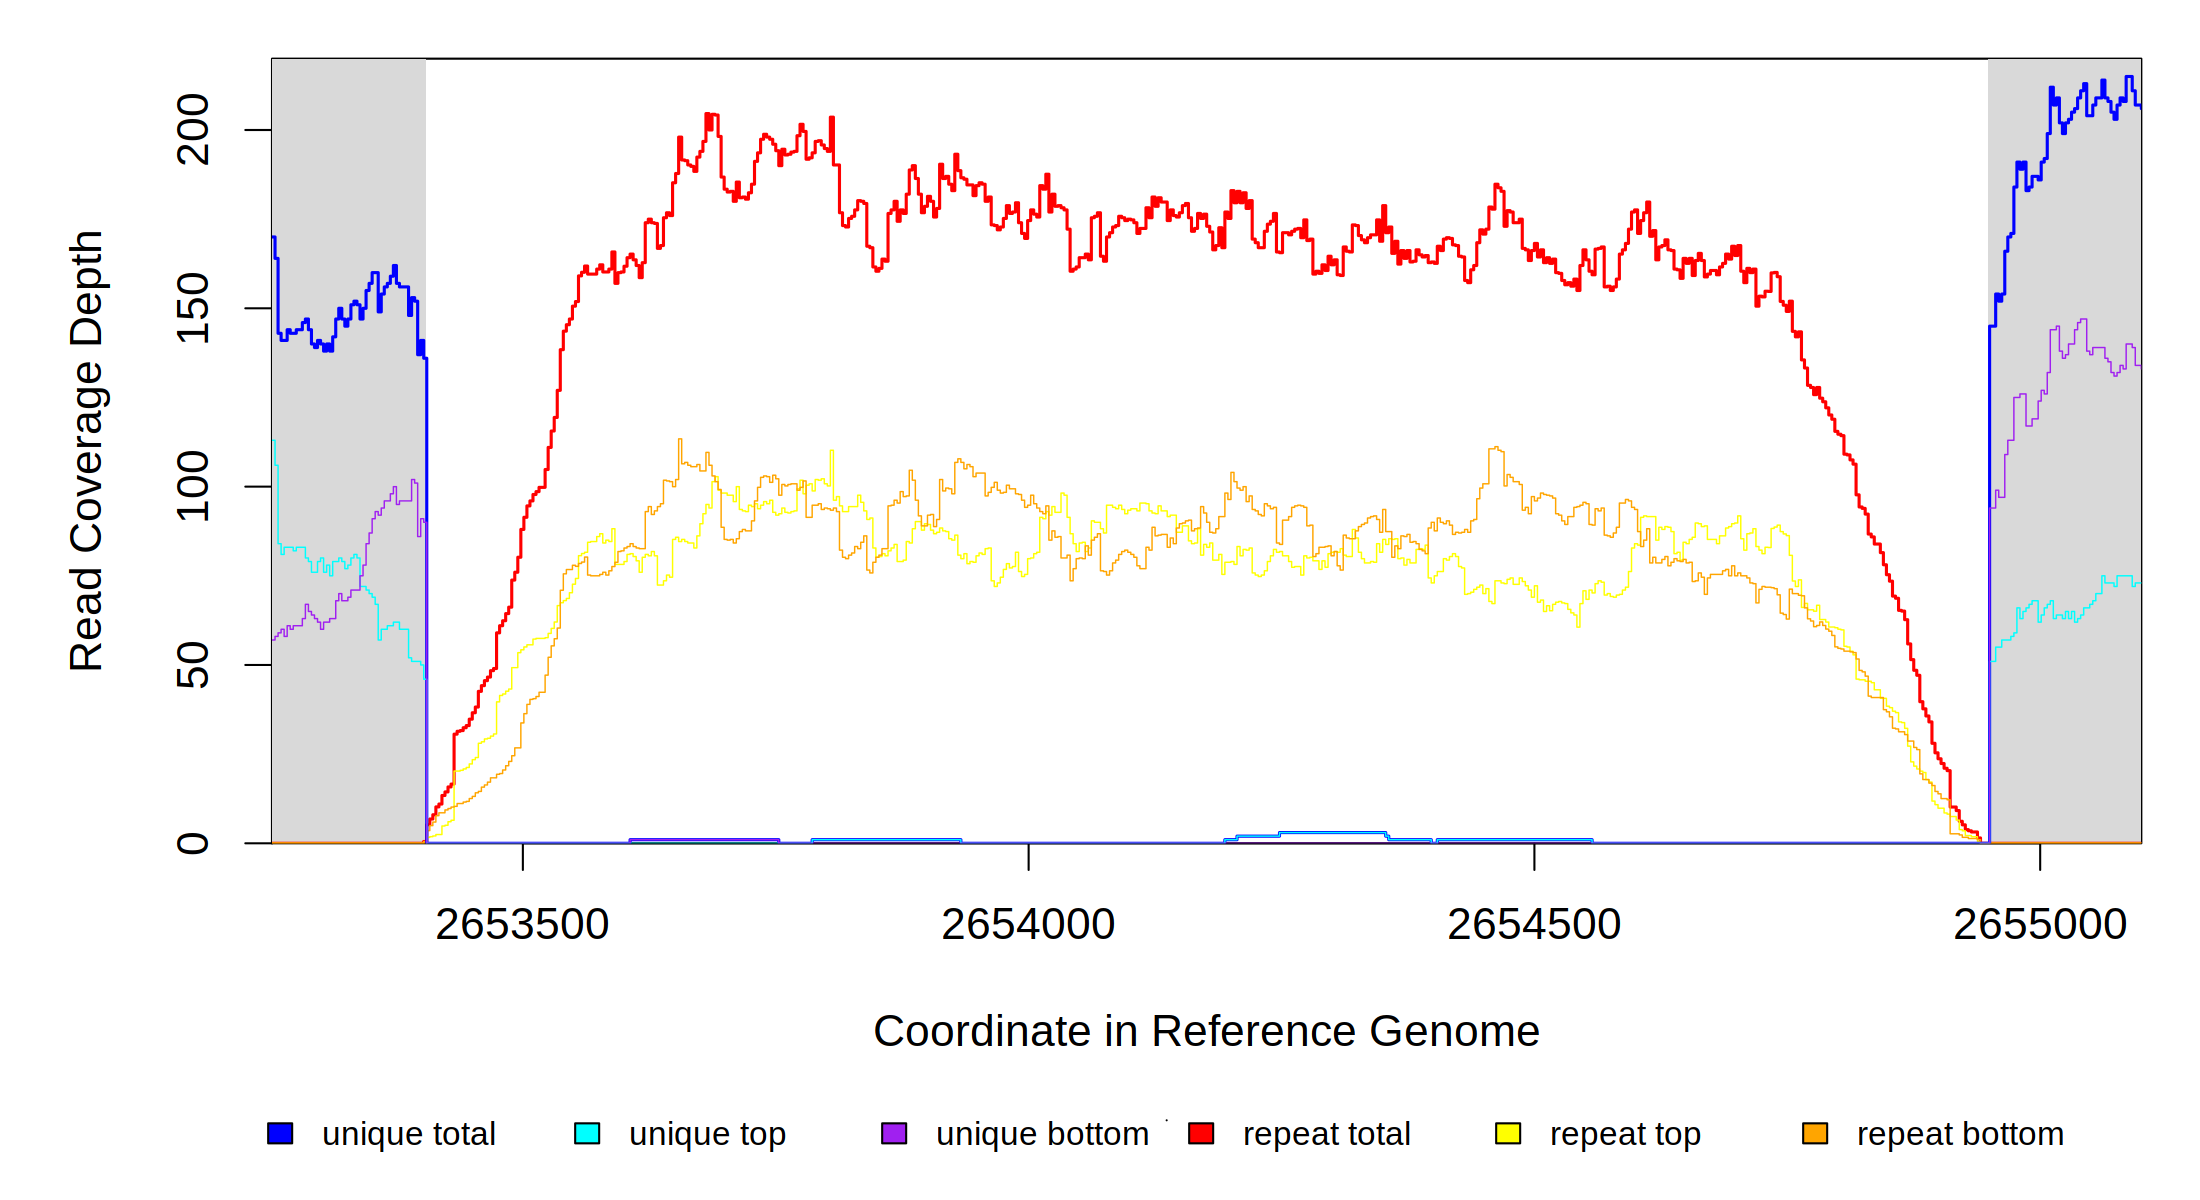 Read Coverage Depth
200
150
100
50
0
2653500 2654000 2654500 2655000
Coordinate in Reference Genome
unique total unique top unique bottom repeat total repeat top repeat bottom